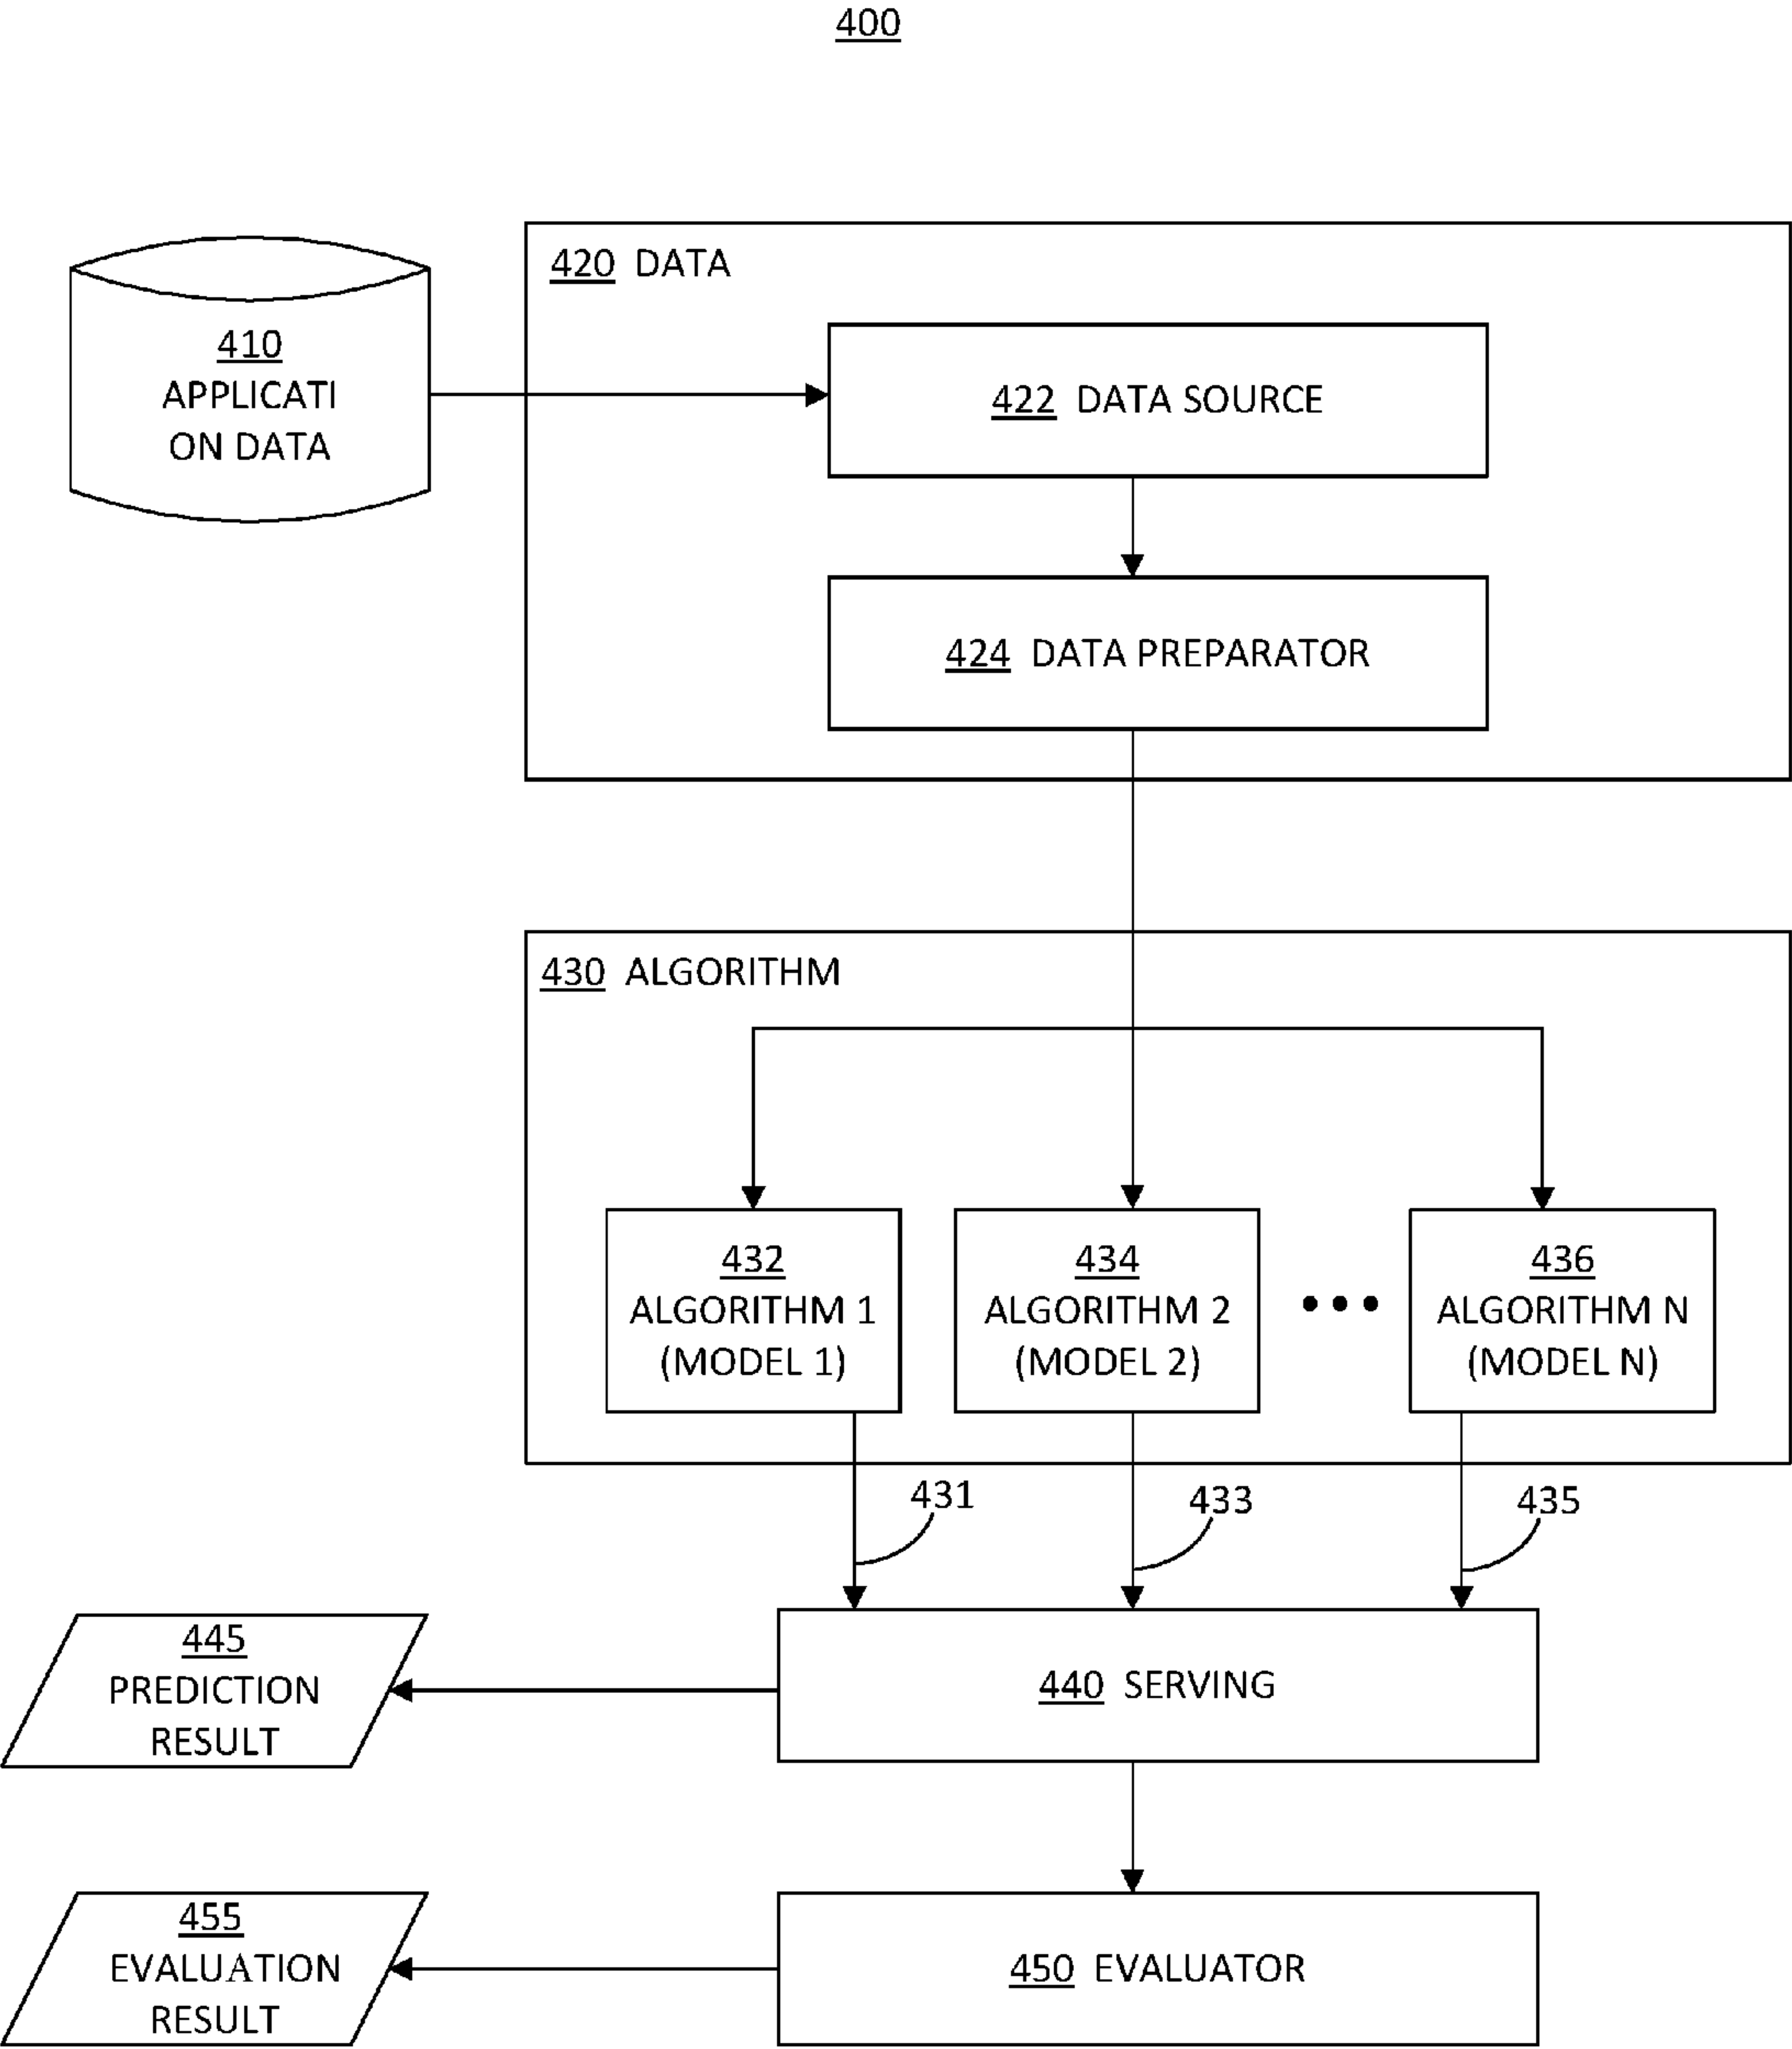 400
420 DATA
410
APPLICATI
ON DATA
422 DATA SOURCE
424 DATA PREPARATOR
430 ALGORITHM
432
ALGORITHM 1
(MODEL 1)
434
ALGORITHM 2
(MODEL 2)
436
ALGORITHM N
(MODEL N)
431
433
435
445
PREDICTION
RESULT
440 SERVING
455
EVALUATION
RESULT
450 EVALUATOR